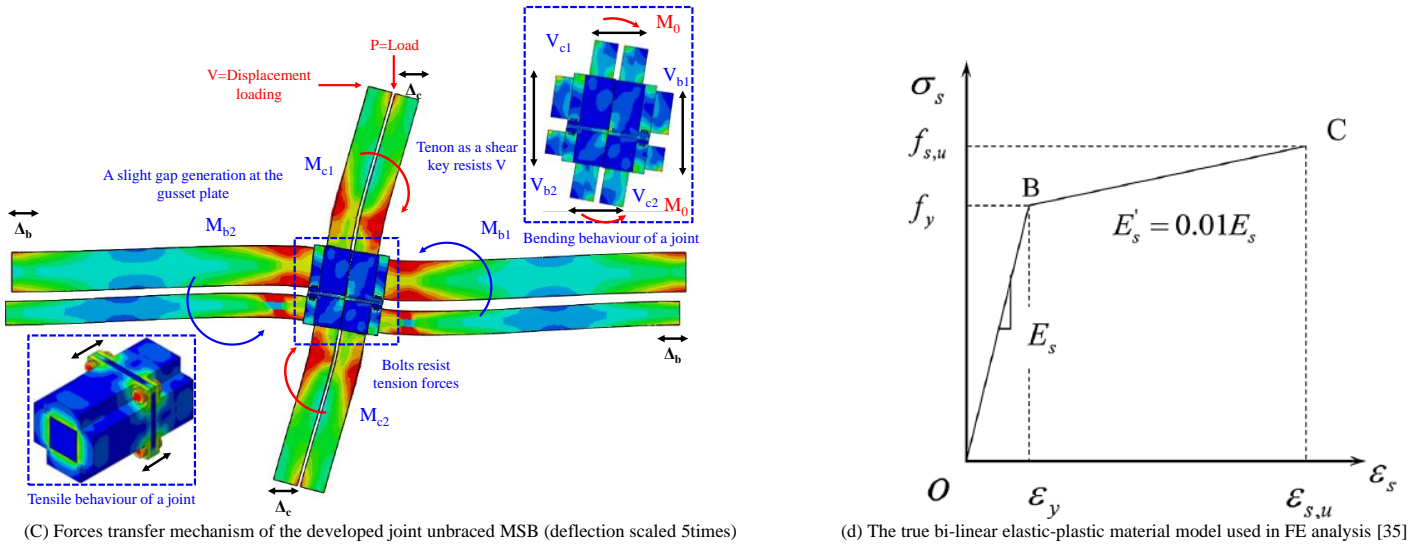 P=Load
V=Displacement
loading
Δc
Mc1
Tenon as a shear
key resists V
A slight gap generation at the
gusset plate
Δb
Mb2
Mb1
Bolts resist
tension forces
Mc2
Δb
Δc
M0
Vc1
Vb1
Vb2
Vc2
M0
Bending behaviour of a joint
Tensile behaviour of a joint
(C) Forces transfer mechanism of the developed joint unbraced MSB (deflection scaled 5times)
σs
fs,u
C
B
fy
E's = 0.01Es
Es
O
εy
εs,u
εs
(d) The true bi-linear elastic-plastic material model used in FE analysis [35]